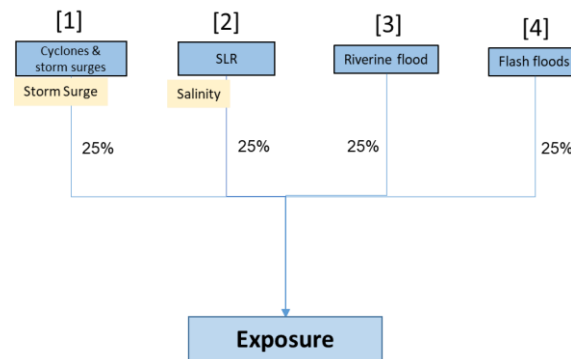 [1]
[2]
[3]
[4]
Cyclones &
storm surges
SLR
Riverine flood
Flash floods
Storm Surge
Salinity
25%
25%
25%
25%
Exposure